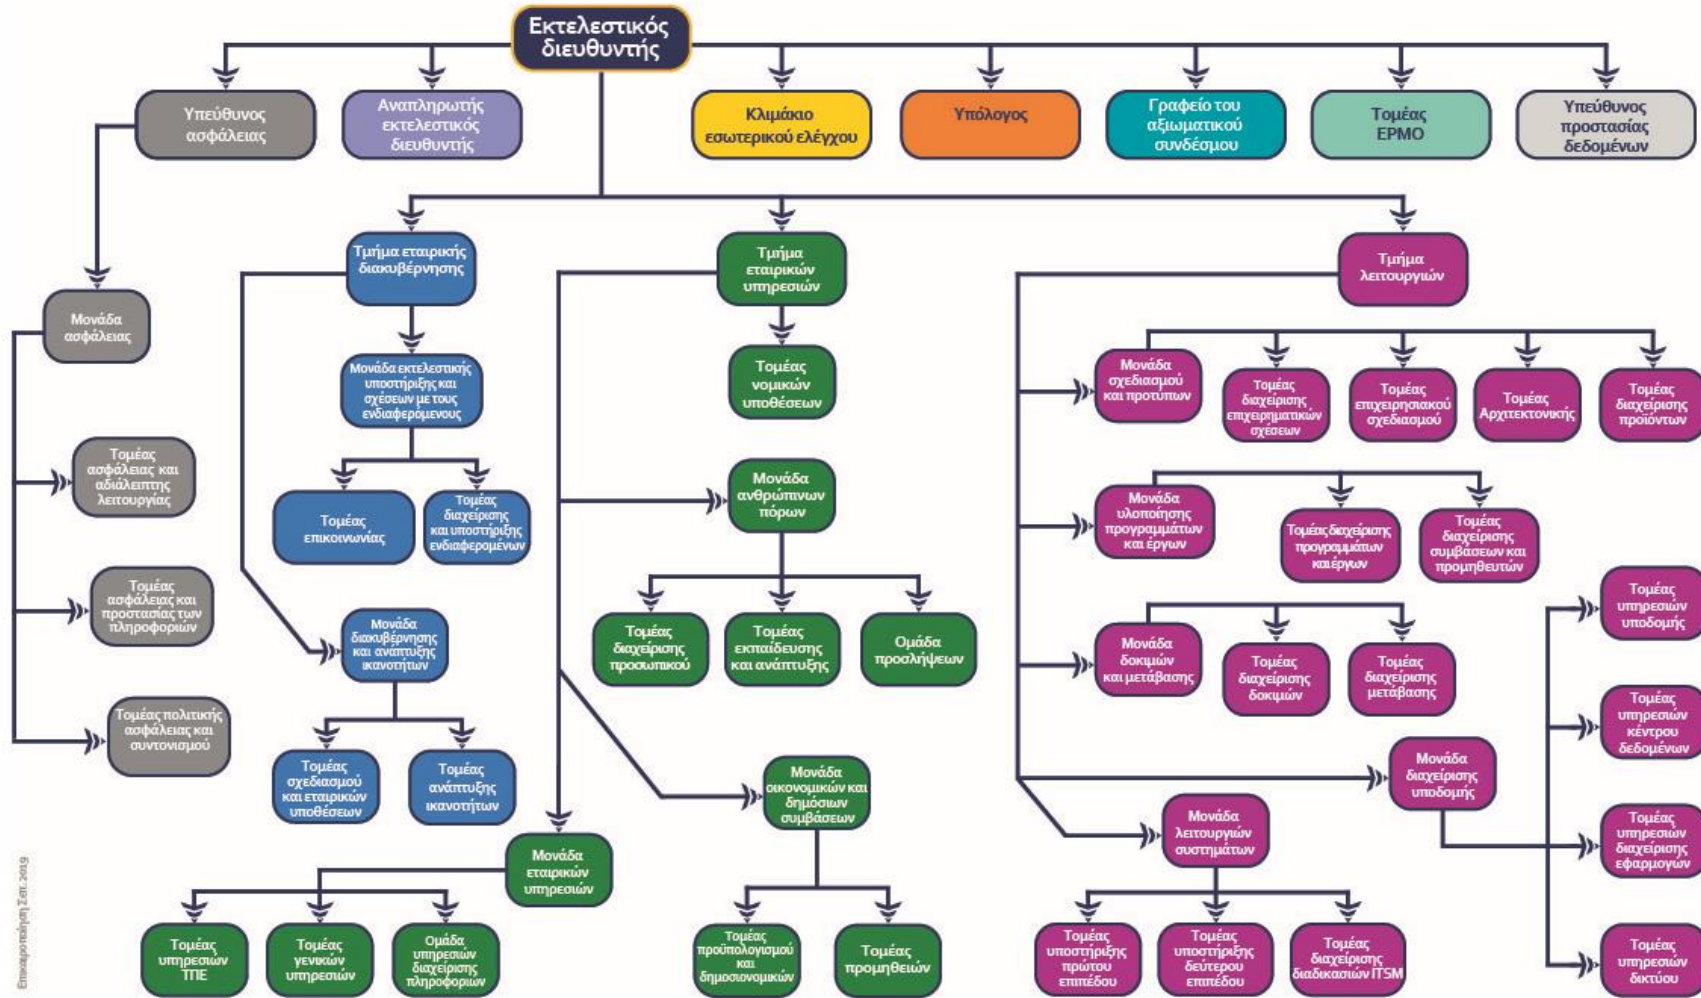 Εκτελεστικός
διευθυντής
Υπεύθυνος
ασφάλειας
Αναπληρωτής
εκτελεστικός
διευθυντής
Κλιμάκιο
εσωτερικού ελέγχου
Υπόλογος
Γραφείο του
αξιωματικού
συνδέσμου
Τομέας
EPMO
Υπεύθυνος
προστασίας
δεδομένων
Μονάδα
ασφάλειας
Τομέας
ασφάλειας και
αδιάλειπτης
λειτουργίας
Τομέας
ασφάλειας και
προστασίας των
πληροφοριών
Τομέας πολιτικής
ασφάλειας και
συντονισμού
Τμήμα εταιρικής
διακυβέρνησης
Μονάδα εκτελεστικής
υποστήριξης και
σχέσεων με τους
ενδιαφερόμενους
Τομέας
επικοινωνίας
Τομέας
διαχείρισης
και υποστήριξης
ενδιαφερομένων
Μονάδα
διακυβέρνησης
και ανάπτυξης
ικανοτήτων
Τομέας
σχεδιασμού
και εταιρικών
υποθέσεων
Τομέας
ανάπτυξης
ικανοτήτων
Τμήμα
εταιρικών
υπηρεσιών
Τομέας
νομικών
υποθέσεων
Μονάδα
ανθρώπινων
πόρων
Τομέας
διαχείρισης
προσωπικού
Τομέας
εκπαίδευσης
και ανάπτυξης
Ομάδα
προσλήψεων
Μονάδα
οικονομικών και
δημόσιων
συμβάσεων
Τομέας
προϋπολογισμού
και
δημοσιονομικών
Τομέας
προμηθειών
Μονάδα
εταιρικών
υπηρεσιών
Τομέας
υπηρεσιών
ΤΠΕ
Τομέας
γενικών
υπηρεσιών
Ομάδα
υπηρεσιών
διαχείρισης
πληροφοριών
Τμήμα
λειτουργιών
Μονάδα
σχεδιασμού
και προτύπων
Τομέας
διαχείρισης
επιχειρηματικών
σχέσεων
Τομέας
επιχειρησιακού
σχεδιασμού
Τομέας
Αρχιτεκτονικής
Τομέας
διαχείρισης
προϊόντων
Μονάδα
υλοποίησης
προγραμμάτων
και έργων
Τομέας διαχείρισης
προγραμμάτων
και έργων
Τομέας
διαχείρισης
συμβάσεων και
προμηθευτών
Μονάδα
δοκιμών
και μετάβασης
Τομέας
διαχείρισης
δοκιμών
Τομέας
διαχείρισης
μετάβασης
Μονάδα
διαχείρισης
υποδομής
Τομέας
υπηρεσιών
υποδομής
Τομέας
υπηρεσιών
κέντρου
δεδομένων
Τομέας
υπηρεσιών
διαχείρισης
εφαρμογών
Τομέας
υπηρεσιών
δικτύου
Μονάδα
λειτουργιών
συστημάτων
Τομέας
υποστήριξης
πρώτου
επιπέδου
Τομέας
υποστήριξης
δεύτερου
επιπέδου
Τομέας
διαχείρισης
διαδικασιών ITSM
Επικαιροποίηση Σεπ. 2019